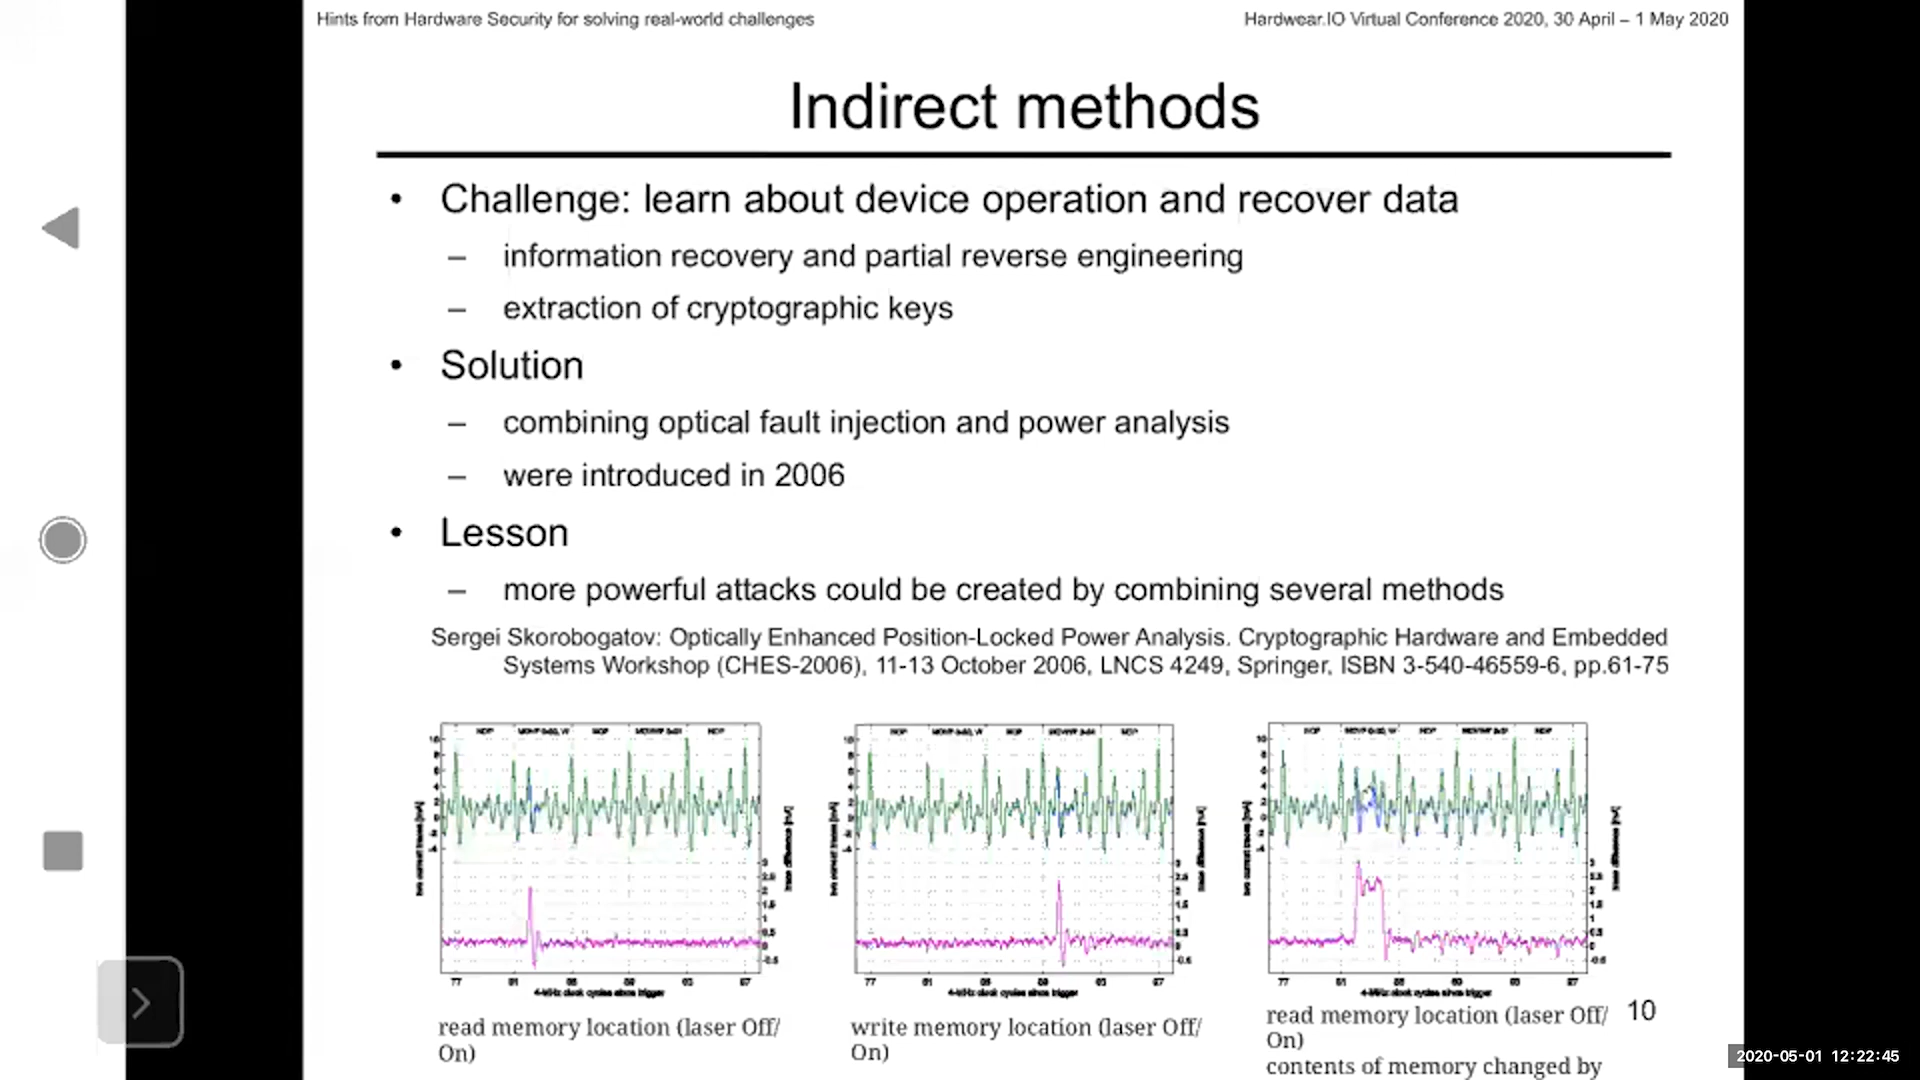 Hints from Hardware Security for solving real-world challenges
Hardwear.IO Virtual Conference 2020, 30 April – 1 May 2020
Indirect methods
• Challenge: learn about device operation and recover data
– information recovery and partial reverse engineering
– extraction of cryptographic keys
• Solution
– combining optical fault injection and power analysis
– were introduced in 2006
• Lesson
– more powerful attacks could be created by combining several methods
Sergei Skorobogatov: Optically Enhanced Position-Locked Power Analysis. Cryptographic Hardware and Embedded
Systems Workshop (CHES-2006), 11-13 October 2006, LNCS 4249, Springer, ISBN 3-540-46559-6, pp.61-75
read memory location (laser Off/
On)
write memory location (laser Off/
On)
read memory location (laser Off/
On)
contents of memory changed by
10
2020-05-01 12:22:45